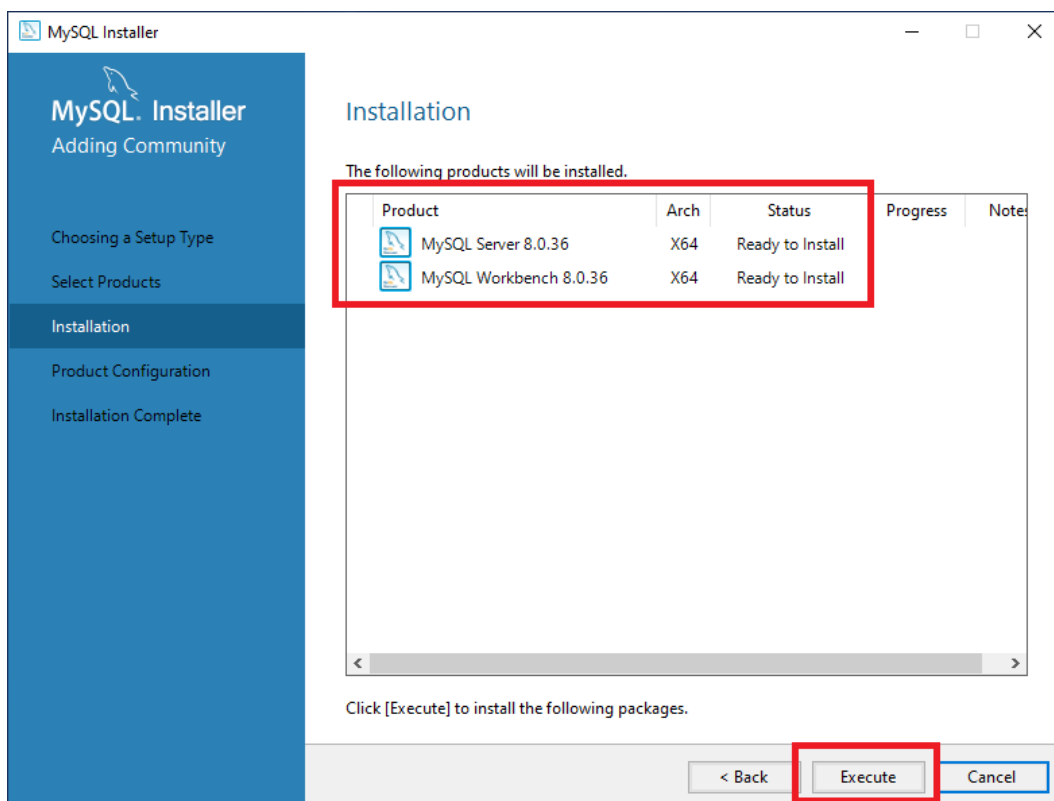 MySQL Installer
MySQL. Installer
Adding Community
Choosing a Setup Type
Select Products
Installation
Product Configuration
Installation Complete
Installation
The following products will be installed.
Product Arch Status Progress Notes
MySQL Server 8.0.36 X64 Ready to Install
MySQL Workbench 8.0.36 X64 Ready to Install
Click [Execute] to install the following packages.
< Back Execute Cancel